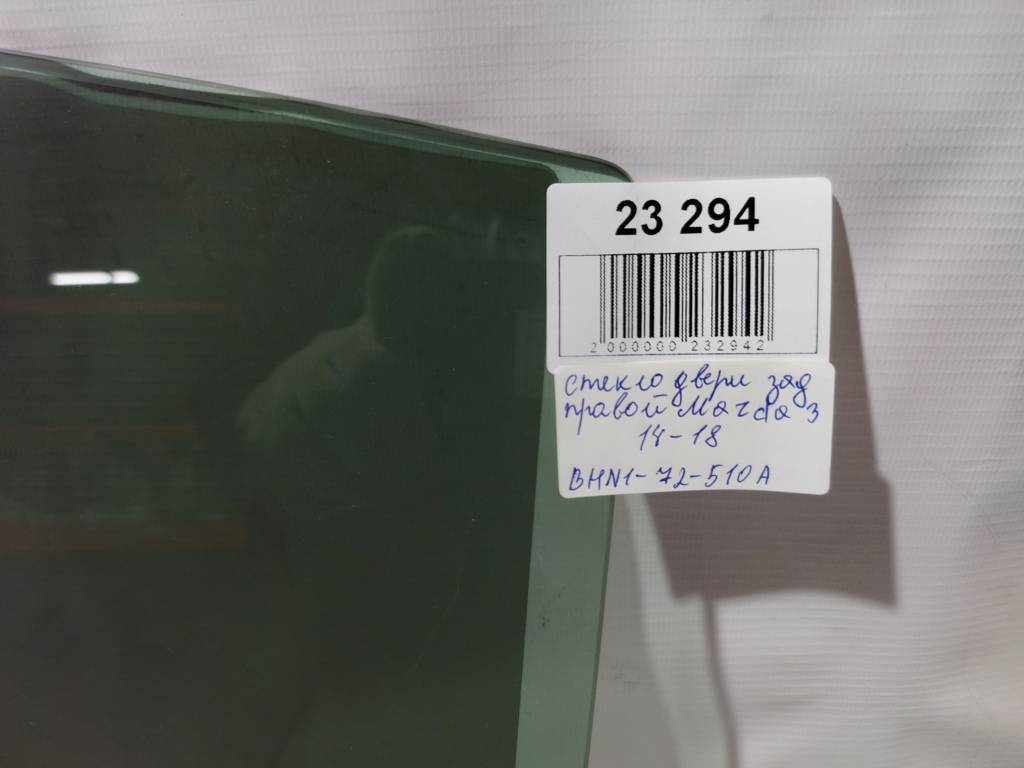 23 294
2 000000 232942
стекло двери зад
правой Mazda 3
14-18
BHN1-72-510A